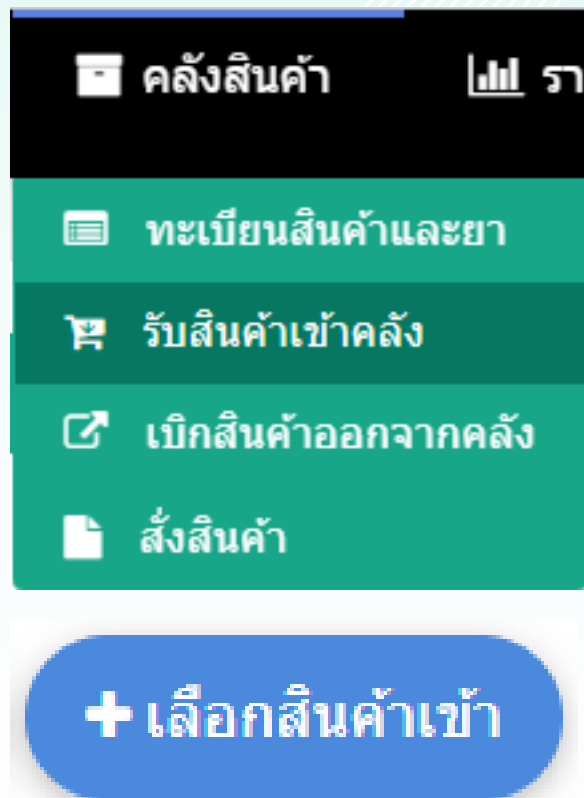 คลังสินค้า รา
ทะเบียนสินค้าและยา
รับสินค้าเข้าคลัง
เบิกสินค้าออกจากคลัง
สั่งสินค้า
+ เลือกสินค้าเข้า